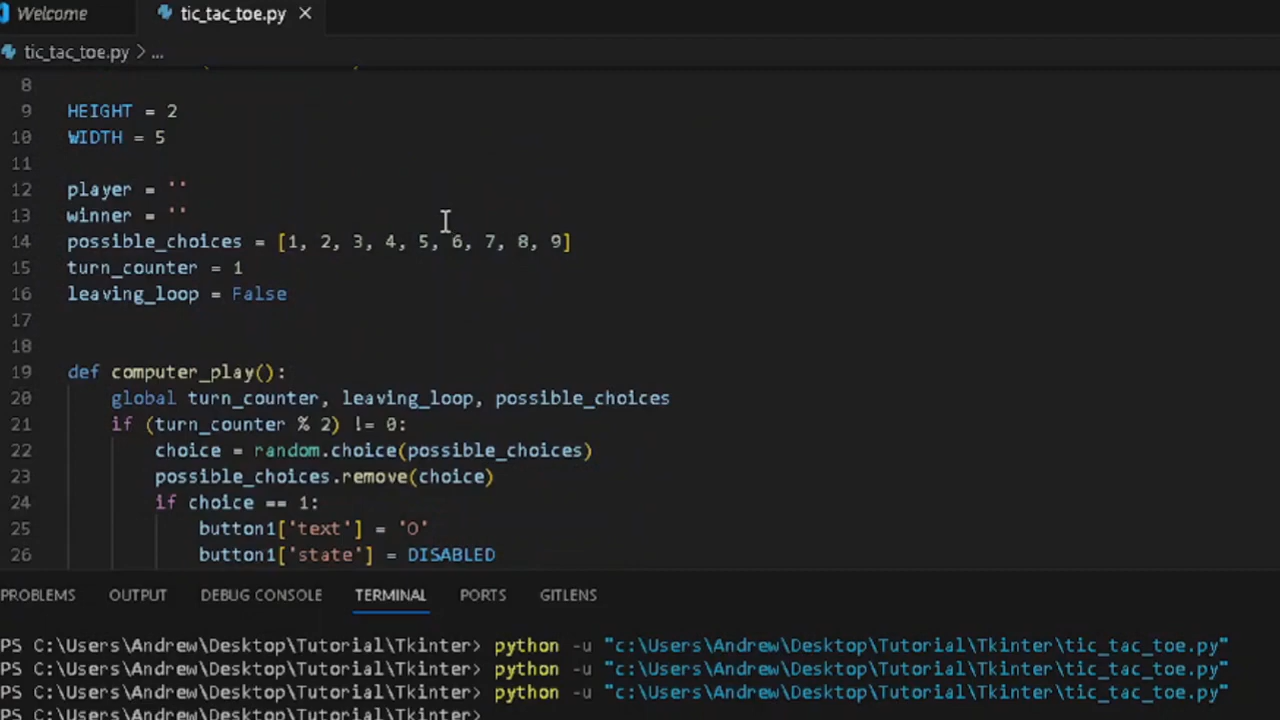 Welcome
tic_tac_toe.py ×
tic_tac_toe.py > ...
8
9 HEIGHT = 2
10 WIDTH = 5
11
12 player = ''
13 winner = ''
14 possible_choices = [1, 2, 3, 4, 5, 6, 7, 8, 9]
15 turn_counter = 1
16 leaving_loop = False
17
18
19 def computer_play():
20     global turn_counter, leaving_loop, possible_choices
21     if (turn_counter % 2) != 0:
22         choice = random.choice(possible_choices)
23         possible_choices.remove(choice)
24         if choice == 1:
25             button1['text'] = 'O'
26             button1['state'] = DISABLED
PROBLEMS OUTPUT DEBUG CONSOLE TERMINAL PORTS GITLENS
PS C:\Users\Andrew\Desktop\Tutorial\Tkinter> python -u "c:\Users\Andrew\Desktop\Tutorial\Tkinter\tic_tac_toe.py"
PS C:\Users\Andrew\Desktop\Tutorial\Tkinter> python -u "c:\Users\Andrew\Desktop\Tutorial\Tkinter\tic_tac_toe.py"
PS C:\Users\Andrew\Desktop\Tutorial\Tkinter> python -u "c:\Users\Andrew\Desktop\Tutorial\Tkinter\tic_tac_toe.py"
PS C:\Users\Andrew\Desktop\Tutorial\Tkinter>